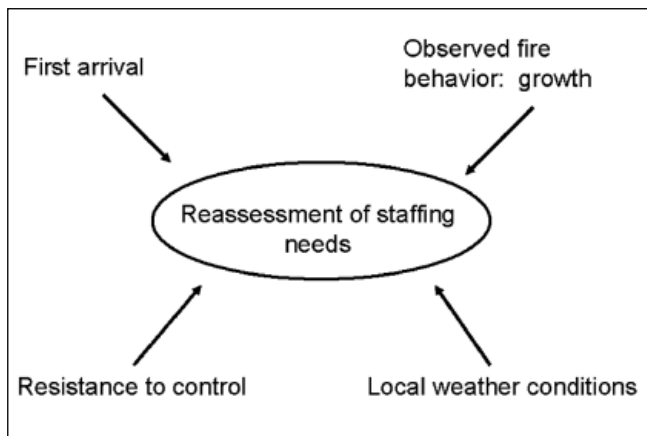 First arrival
Observed fire
behavior: growth
Reassessment of staffing
needs
Resistance to control
Local weather conditions